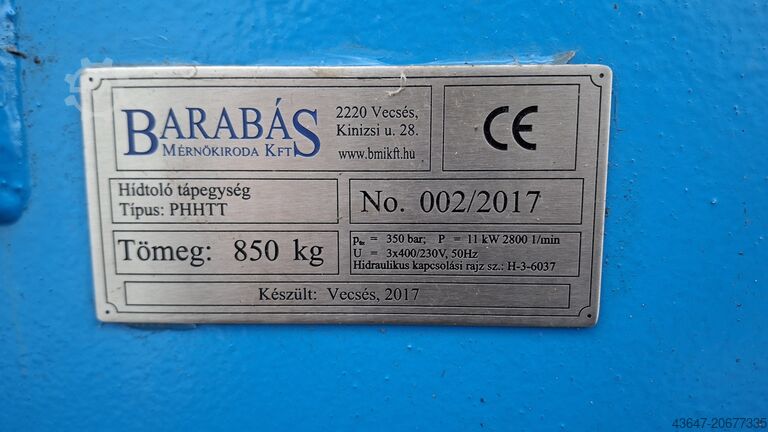 BARABÁS
MÉRNÖKIRODA KFT
2220 Vecsés,
Kinizsi u. 28.
www.bmikft.hu
CE
Hídtoló tápegység
Típus: PHHTT
No. 002/2017
Tömeg: 850 kg
= 350 bar; P = 11 kW 2800 1/min
U = 3x400/230V, 50Hz
Hidraulikus kapcsolási rajz sz.: H-3-6037
Készült: Vecsés, 2017
43647-20677335